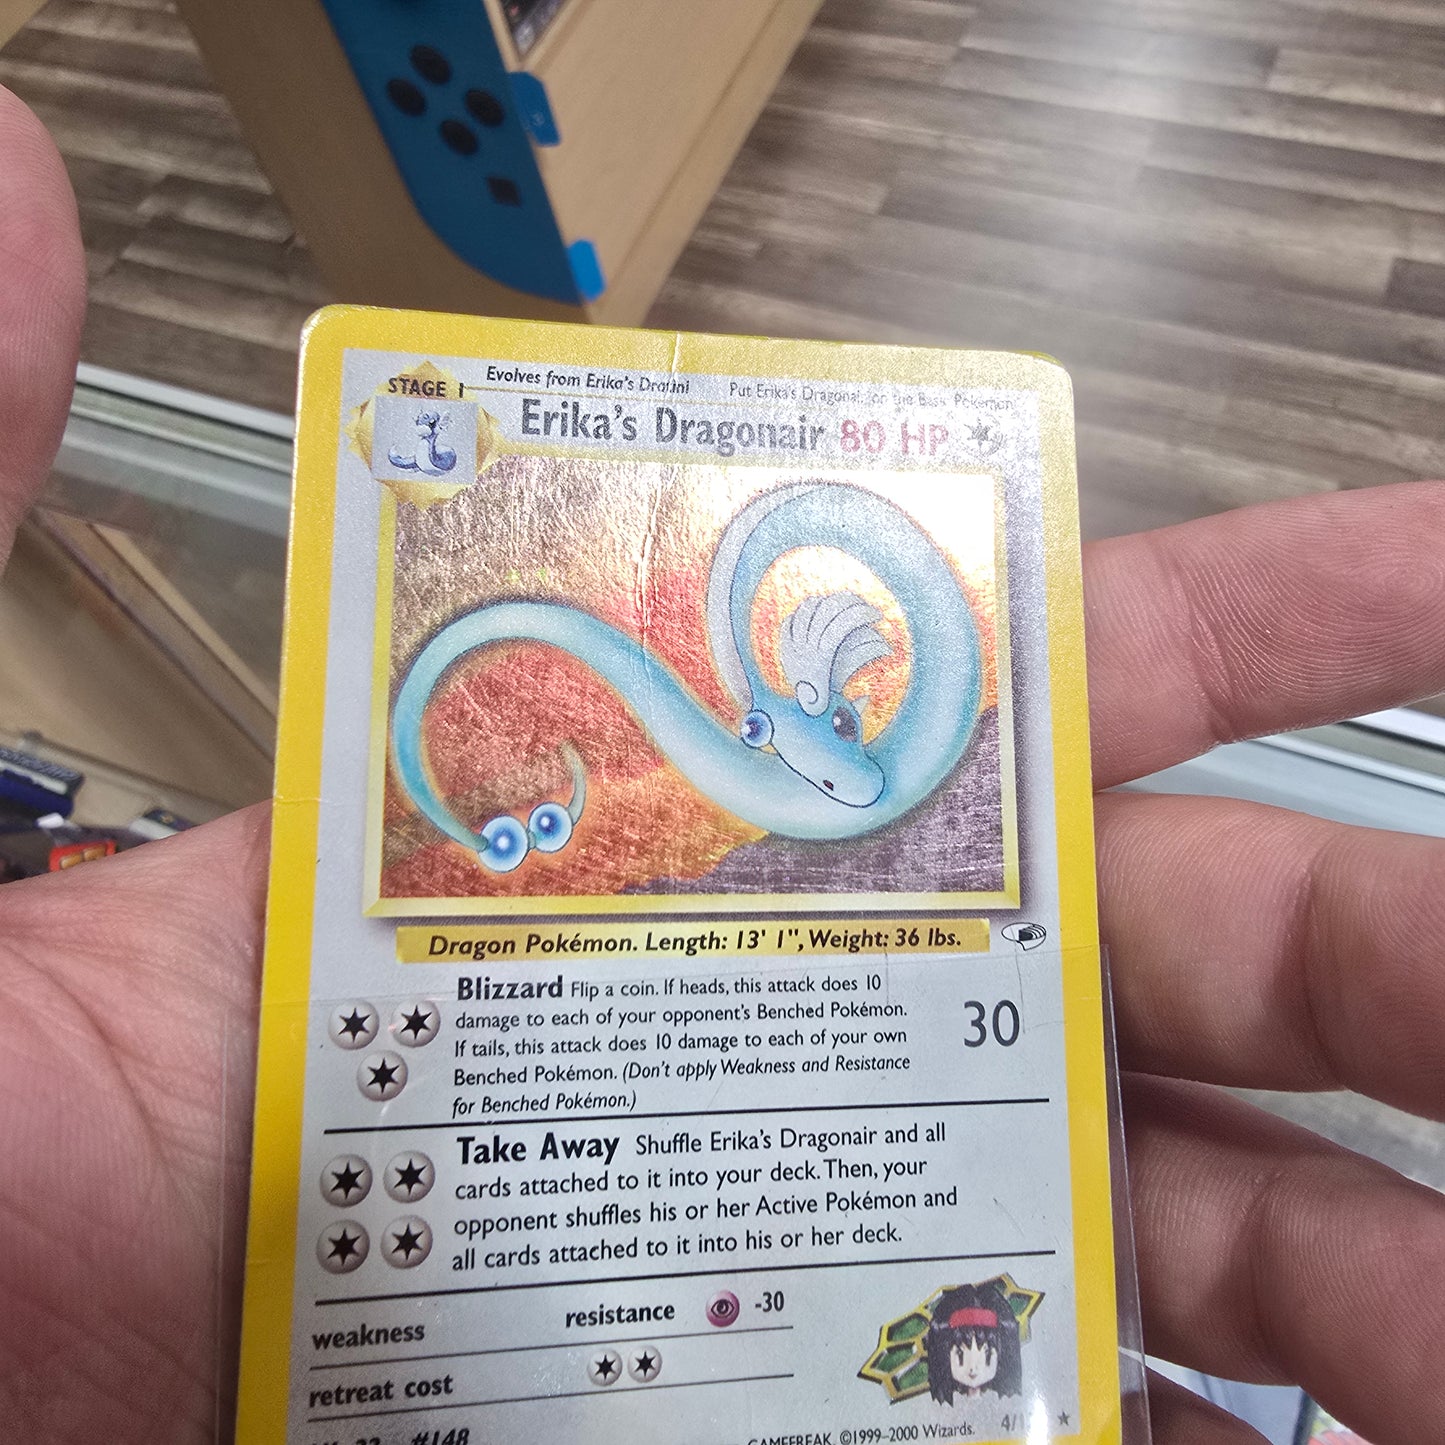 STAGE 1
Evolves from Erika's Dratini
Put Erika's Dragonair on the Basic Pokémon
Erika's Dragonair 80 HP
Dragon Pokémon. Length: 13' 1", Weight: 36 lbs.
Blizzard Flip a coin. If heads, this attack does 10
damage to each of your opponent's Benched Pokémon.
If tails, this attack does 10 damage to each of your own
Benched Pokémon. (Don't apply Weakness and Resistance
for Benched Pokémon.)
30
Take Away Shuffle Erika's Dragonair and all
cards attached to it into your deck. Then, your
opponent shuffles his or her Active Pokémon and
all cards attached to it into his or her deck.
weakness
resistance -30
retreat cost
#148
GAMEFREAK. ©1999-2000 Wizards.